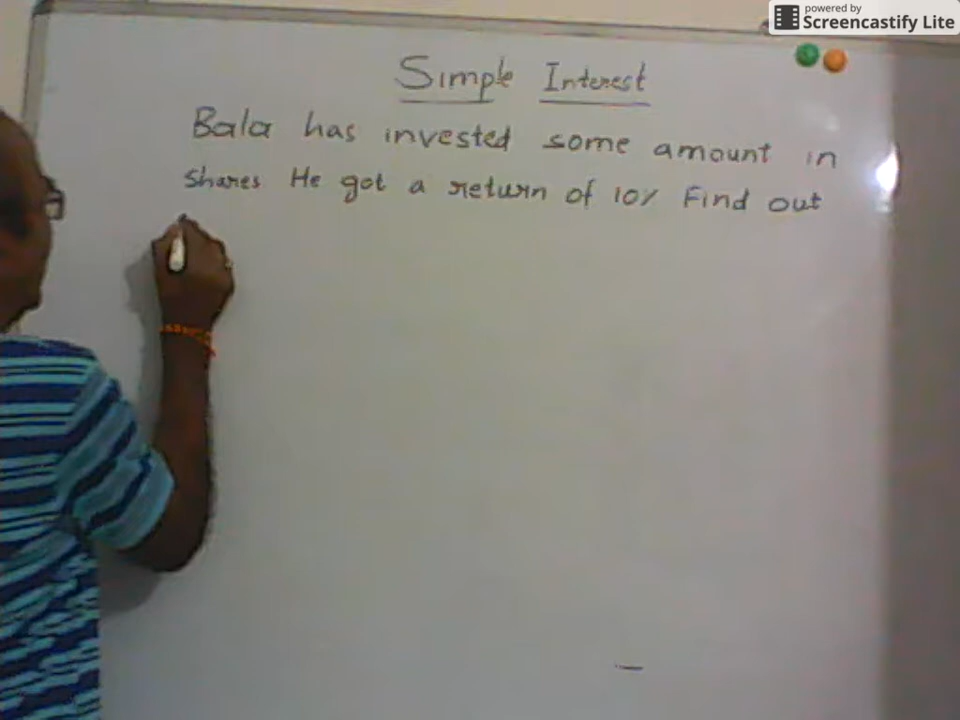 powered by
Screencastify Lite
Simple Interest
Bala has invested some amount in
shares He got a return of 10% Find out